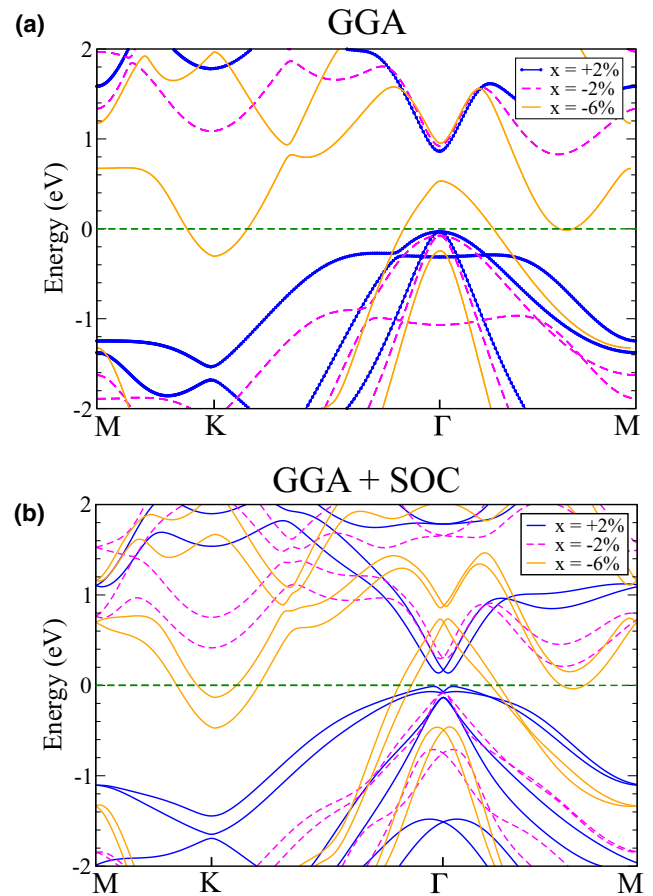 (a)
GGA
x = +2%
x = -2%
x = -6%
Energy (eV)
2
1
0
-1
-2
M
K
Γ
M
(b)
GGA + SOC
x = +2%
x = -2%
x = -6%
Energy (eV)
2
1
0
-1
-2
M
K
Γ
M